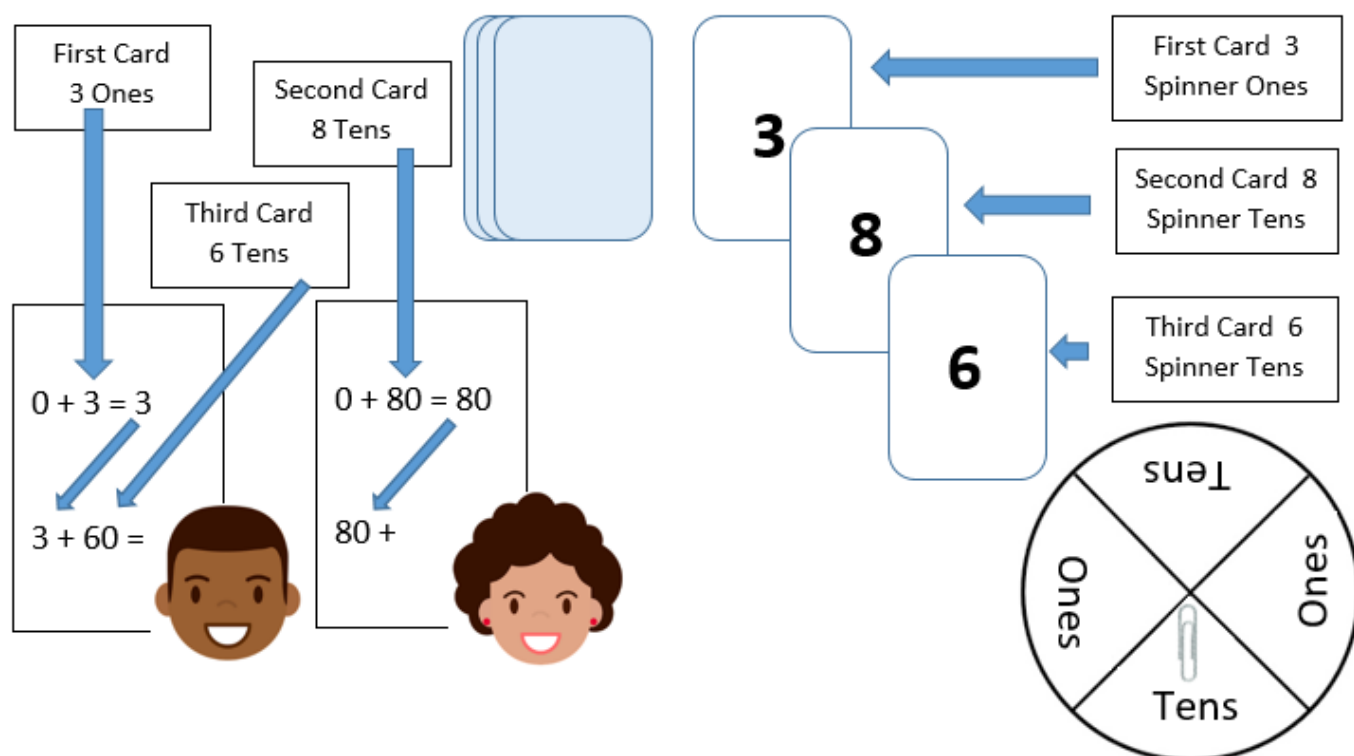 First Card
3 Ones
Second Card
8 Tens
Third Card
6 Tens
0 + 3 = 3
3 + 60 =
0 + 80 = 80
80 +
3
8
6
First Card 3
Spinner Ones
Second Card 8
Spinner Tens
Third Card 6
Spinner Tens
Tens
Ones
Ones
Tens